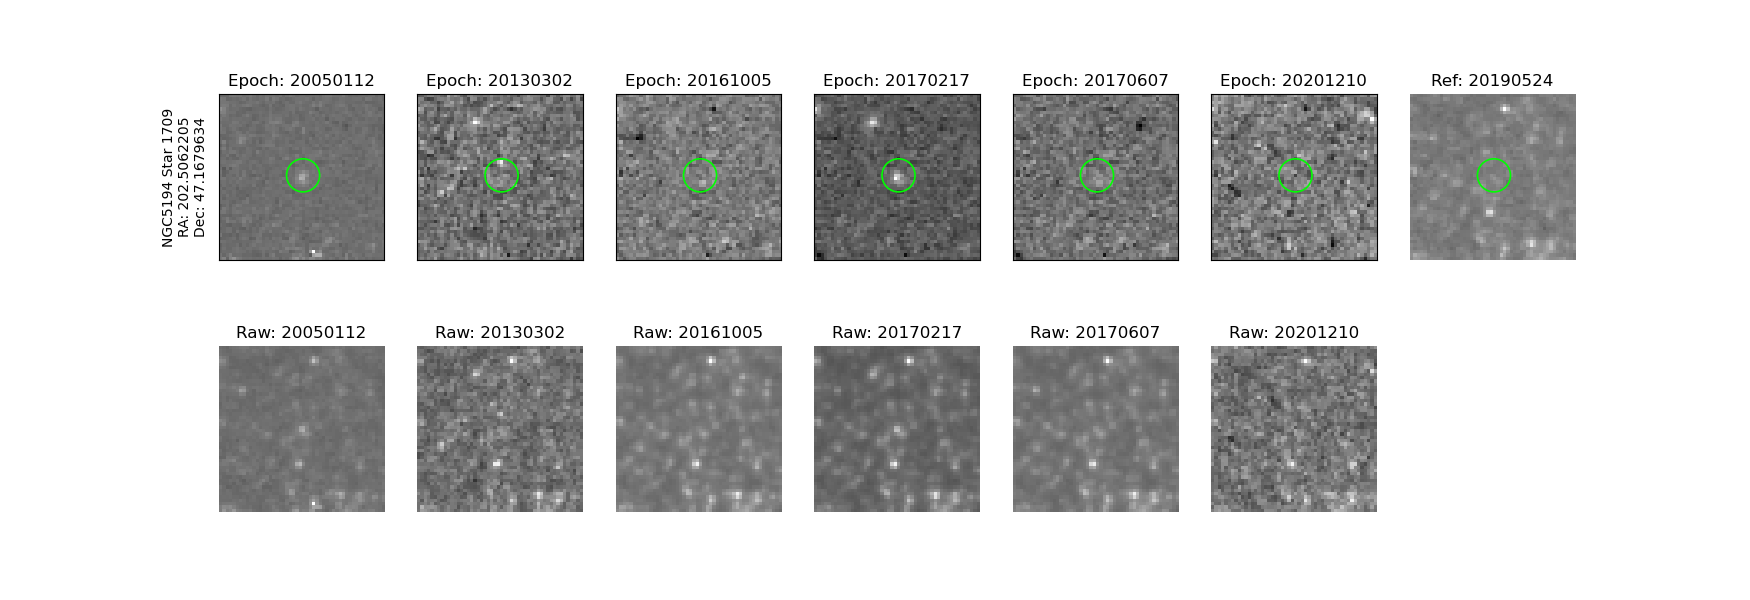 Epoch: 20050112
Epoch: 20130302
Epoch: 20161005
Epoch: 20170217
Epoch: 20170607
Epoch: 20201210
Ref: 20190524
NGC5194 Star 1709
RA: 202.5062205
Dec: 47.16796634
Raw: 20050112
Raw: 20130302
Raw: 20161005
Raw: 20170217
Raw: 20170607
Raw: 20201210